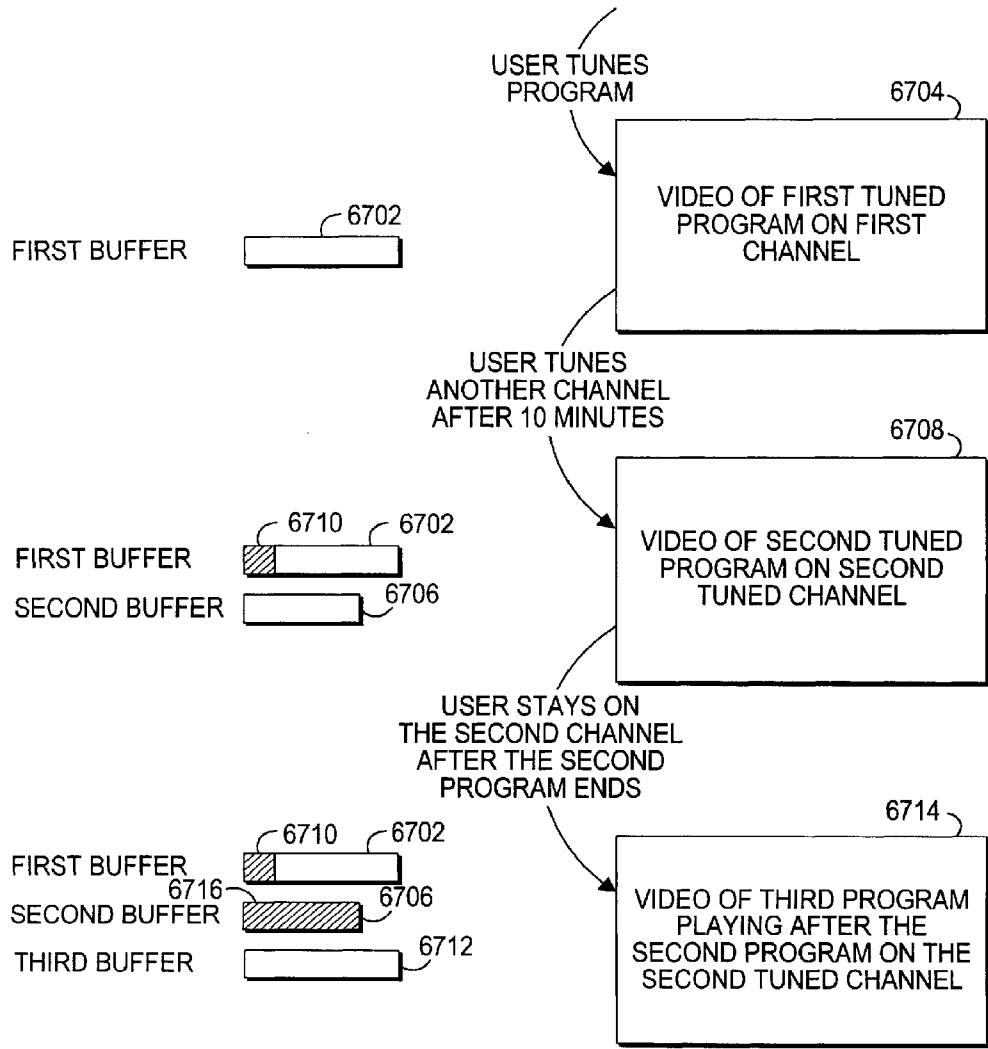 USER TUNES
PROGRAM
6704
VIDEO OF FIRST TUNED
PROGRAM ON FIRST
CHANNEL
6702
FIRST BUFFER
USER TUNES
ANOTHER CHANNEL
AFTER 10 MINUTES
6708
VIDEO OF SECOND TUNED
PROGRAM ON SECOND
TUNED CHANNEL
6710
6702
FIRST BUFFER
SECOND BUFFER
6706
USER STAYS ON
THE SECOND CHANNEL
AFTER THE SECOND
PROGRAM ENDS
6714
VIDEO OF THIRD PROGRAM
PLAYING AFTER THE
SECOND PROGRAM ON THE
SECOND TUNED CHANNEL
6710
6702
FIRST BUFFER
6716
SECOND BUFFER
6706
THIRD BUFFER
6712